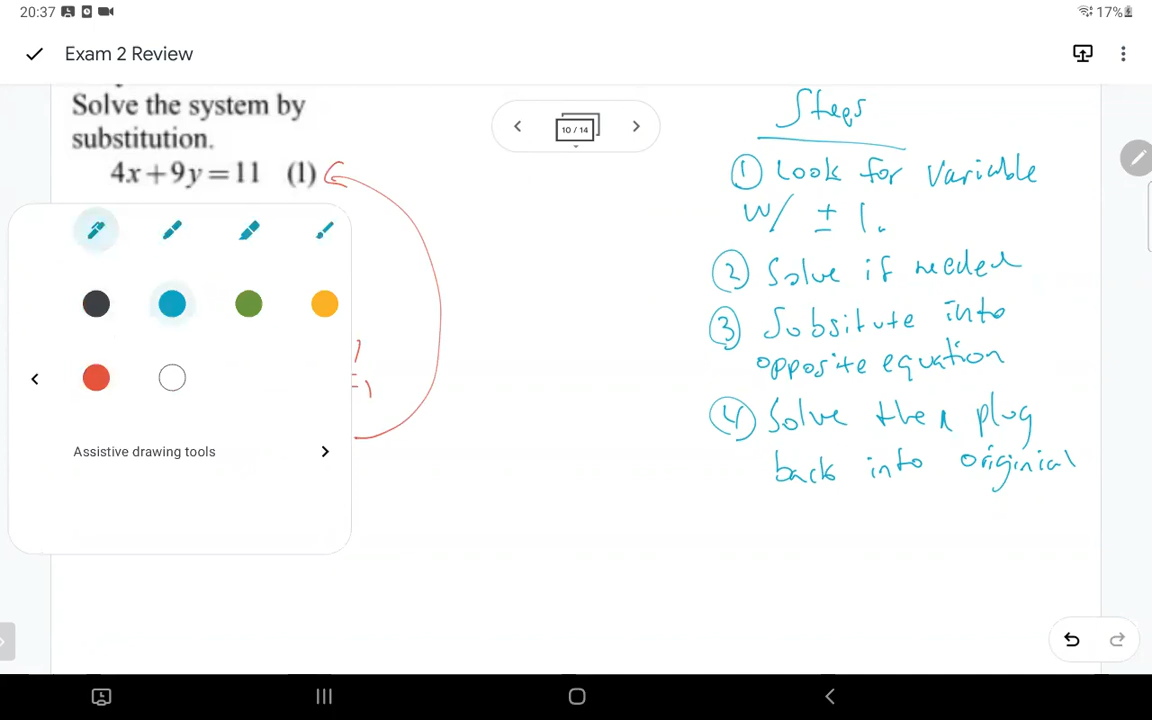 20:37
17%
Exam 2 Review
Solve the system by
substitution.
4x+9y=11 (1)
10 / 14
Assistive drawing tools
Steps
① Look for Variable
w/ ± 1.
② Solve if needed
③ Subsitute into
opposite equation
④ Solve then plug
back into originial